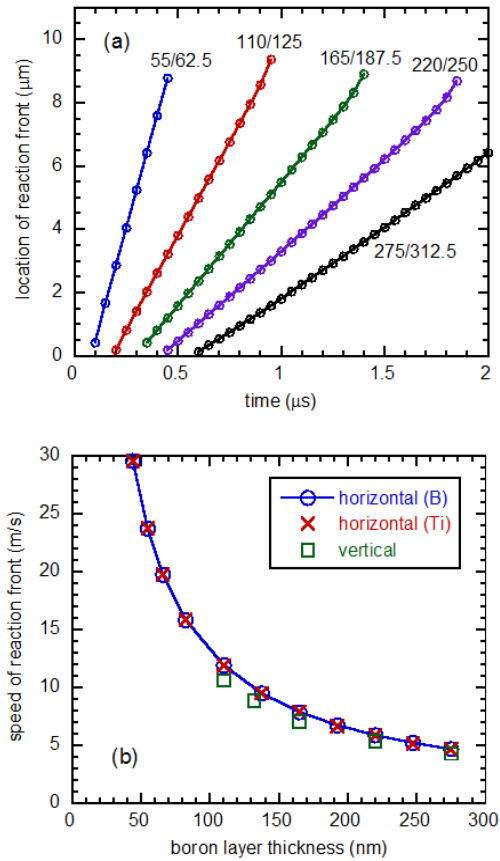 (a)
55/62.5
110/125
165/187.5
220/250
275/312.5
location of reaction front (μm)
10
8
6
4
2
0
0 0.5 1 1.5 2
time (μs)
speed of reaction front (m/s)
30
25
20
15
10
5
0
horizontal (B)
horizontal (Ti)
vertical
(b)
0 50 100 150 200 250 300
boron layer thickness (nm)